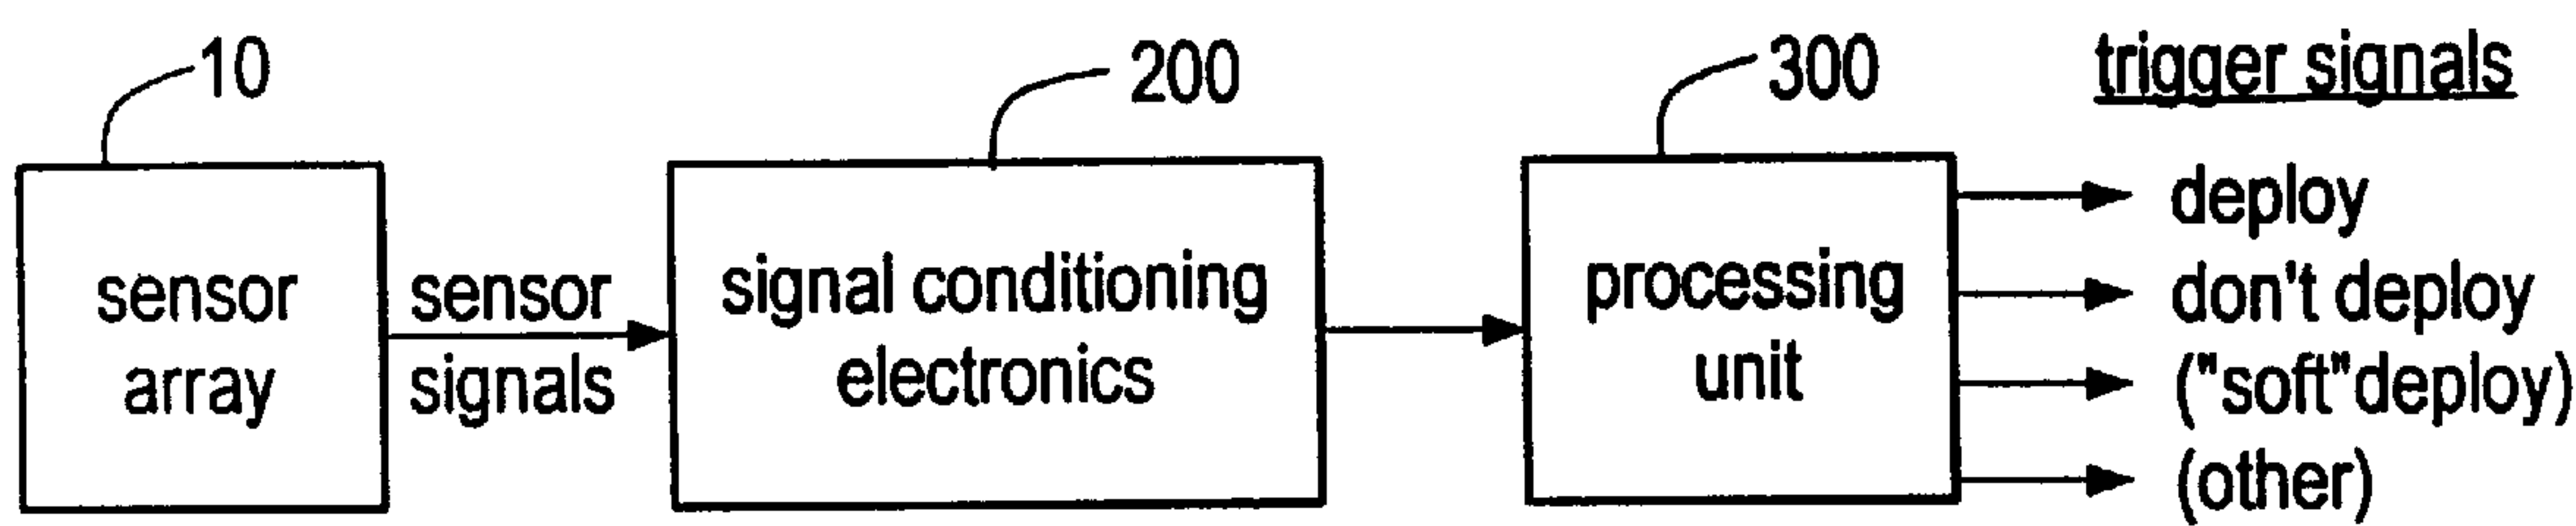 10
200
300
trigger signals
sensor
array
sensor
signals
signal conditioning
electronics
processing
unit
deploy
don't deploy
("soft"deploy)
(other)